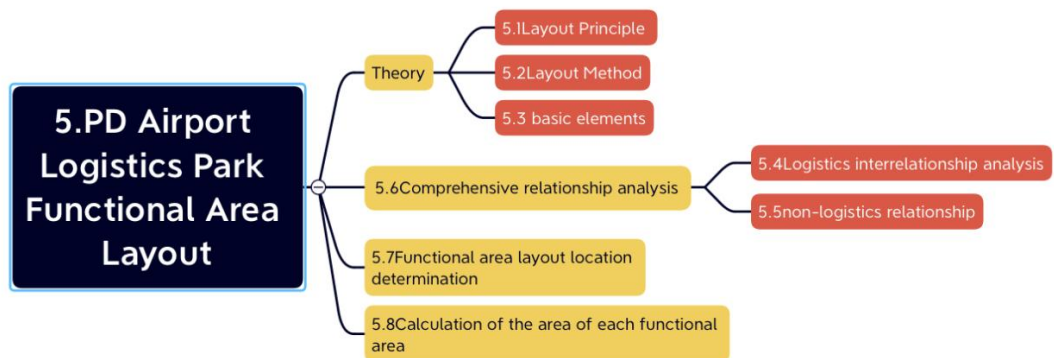 5.PD Airport
Logistics Park
Functional Area
Layout
Theory
5.1Layout Principle
5.2Layout Method
5.3 basic elements
5.6Comprehensive relationship analysis
5.4Logistics interrelationship analysis
5.5non-logistics relationship
5.7Functional area layout location
determination
5.8Calculation of the area of each functional
area